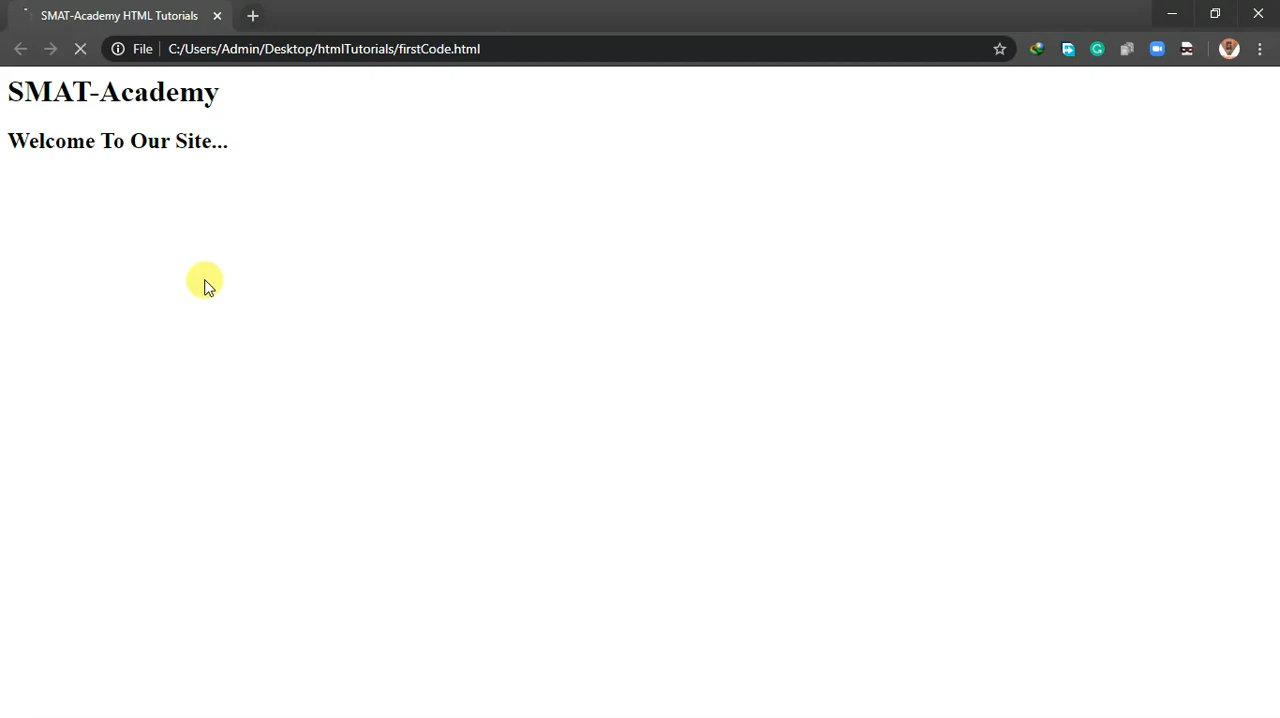 SMAT-Academy HTML Tutorials
File
C:/Users/Admin/Desktop/htmlTutorials/firstCode.html
SMAT-Academy
Welcome To Our Site...